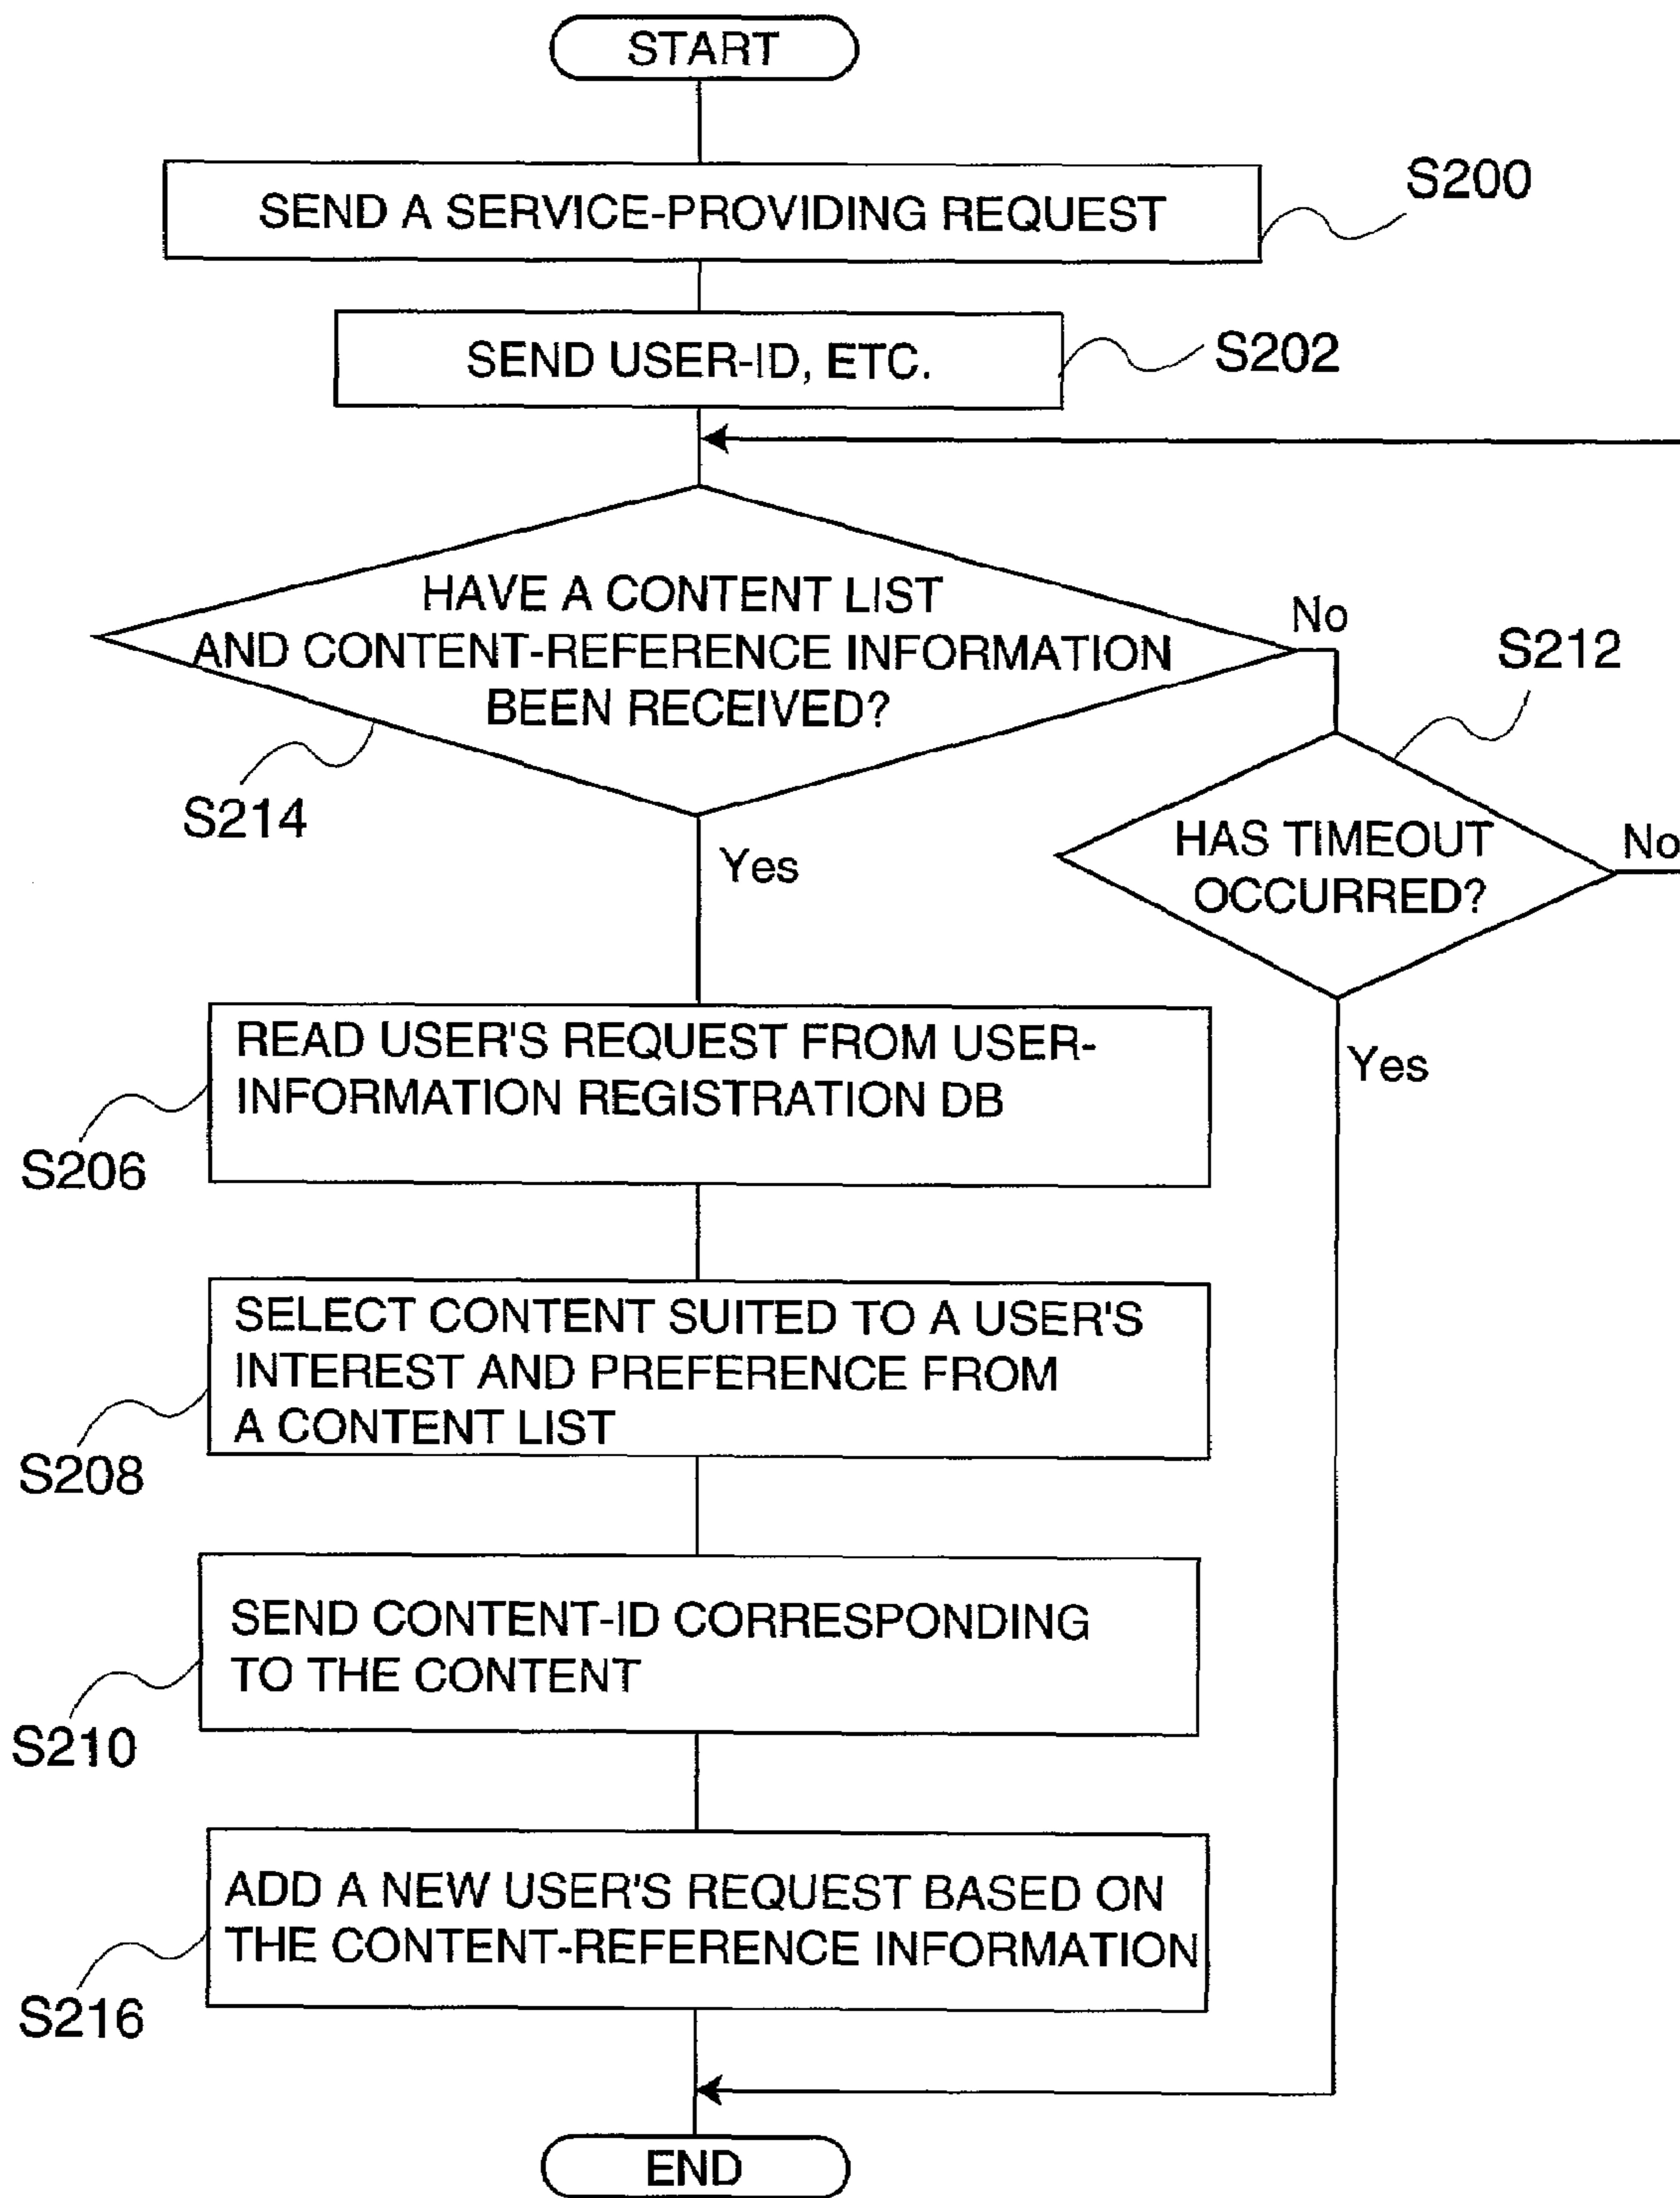 START
SEND A SERVICE-PROVIDING REQUEST
S200
SEND USER-ID, ETC.
S202
HAVE A CONTENT LIST
AND CONTENT-REFERENCE INFORMATION
BEEN RECEIVED?
No
S212
S214
Yes
HAS TIMEOUT
OCCURRED?
No
READ USER'S REQUEST FROM USER-
INFORMATION REGISTRATION DB
Yes
S206
SELECT CONTENT SUITED TO A USER'S
INTEREST AND PREFERENCE FROM
A CONTENT LIST
S208
SEND CONTENT-ID CORRESPONDING
TO THE CONTENT
S210
ADD A NEW USER'S REQUEST BASED ON
THE CONTENT-REFERENCE INFORMATION
S216
END